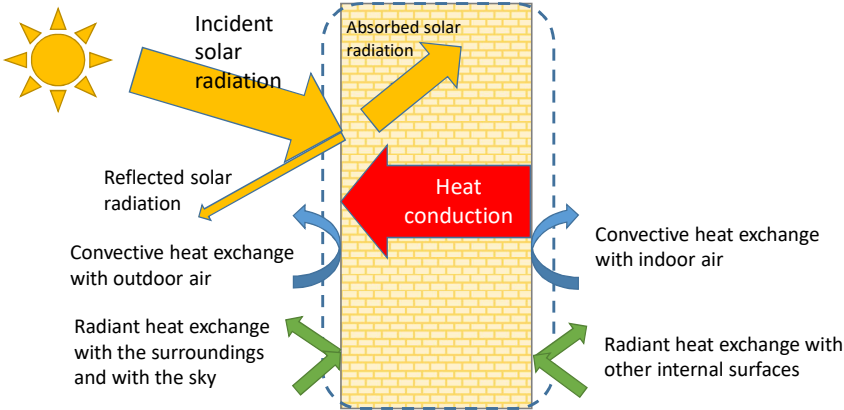 Incident
solar
radiation
Absorbed solar
radiation
Reflected solar
radiation
Heat
conduction
Convective heat exchange
with outdoor air
Convective heat exchange
with indoor air
Radiant heat exchange
with the surroundings
and with the sky
Radiant heat exchange with
other internal surfaces